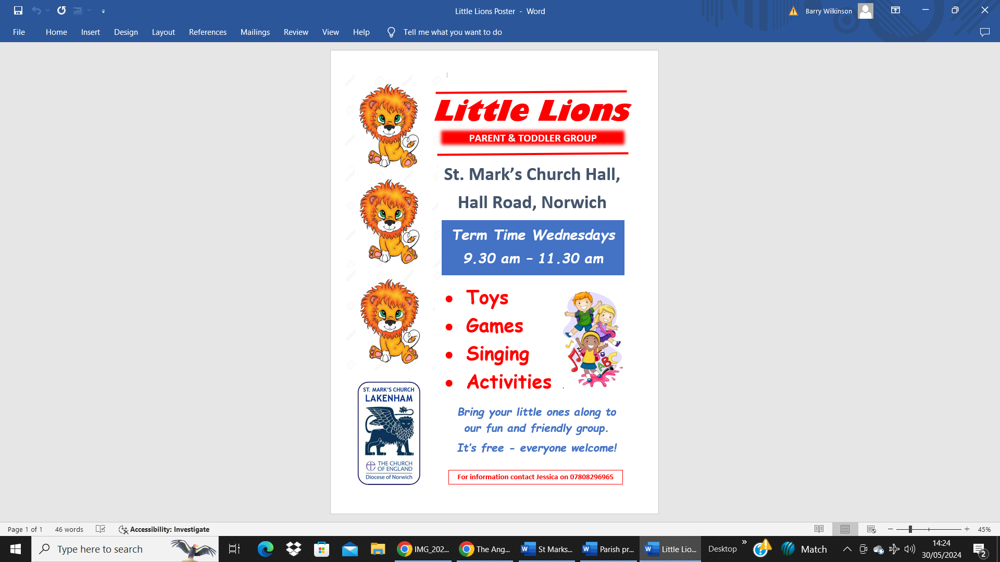 Little Lions Poster - Word
Barry Wilkinson
File Home Insert Design Layout References Mailings Review View Help Tell me what you want to do
Little Lions
PARENT & TODDLER GROUP
St. Mark's Church Hall,
Hall Road, Norwich
Term Time Wednesdays
9.30 am – 11.30 am
• Toys
• Games
• Singing
• Activities
ABC
Bring your little ones along to
our fun and friendly group.
It's free - everyone welcome!
For information contact Jessica on 07808296965
ST. MARK'S CHURCH
LAKENHAM
THE CHURCH
OF ENGLAND
Diocese of Norwich
Page 1 of 1 46 words Accessibility: Investigate 45%
Type here to search
IMG_202... The Ang... St Marks... Parish pr... Little Lio... Desktop » Match
14:24
30/05/2024
2